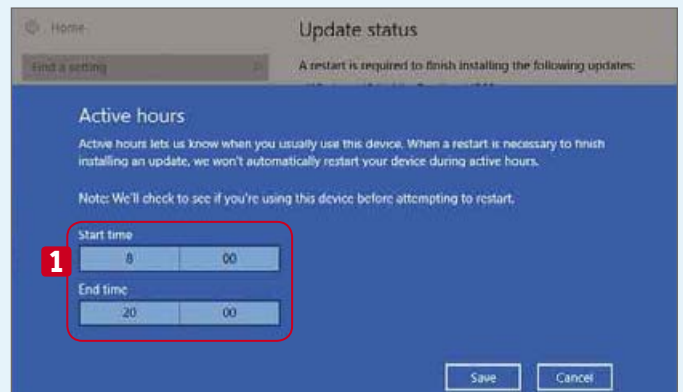 Home
Update status
Find a setting
A restart is required to finish installing the following updates:
Active hours
Active hours lets us know when you usually use this device. When a restart is necessary to finish
installing an update, we won't automatically restart your device during active hours.
Note: We'll check to see if you're using this device before attempting to restart.
1
Start time
8 00
End time
20 00
Save Cancel